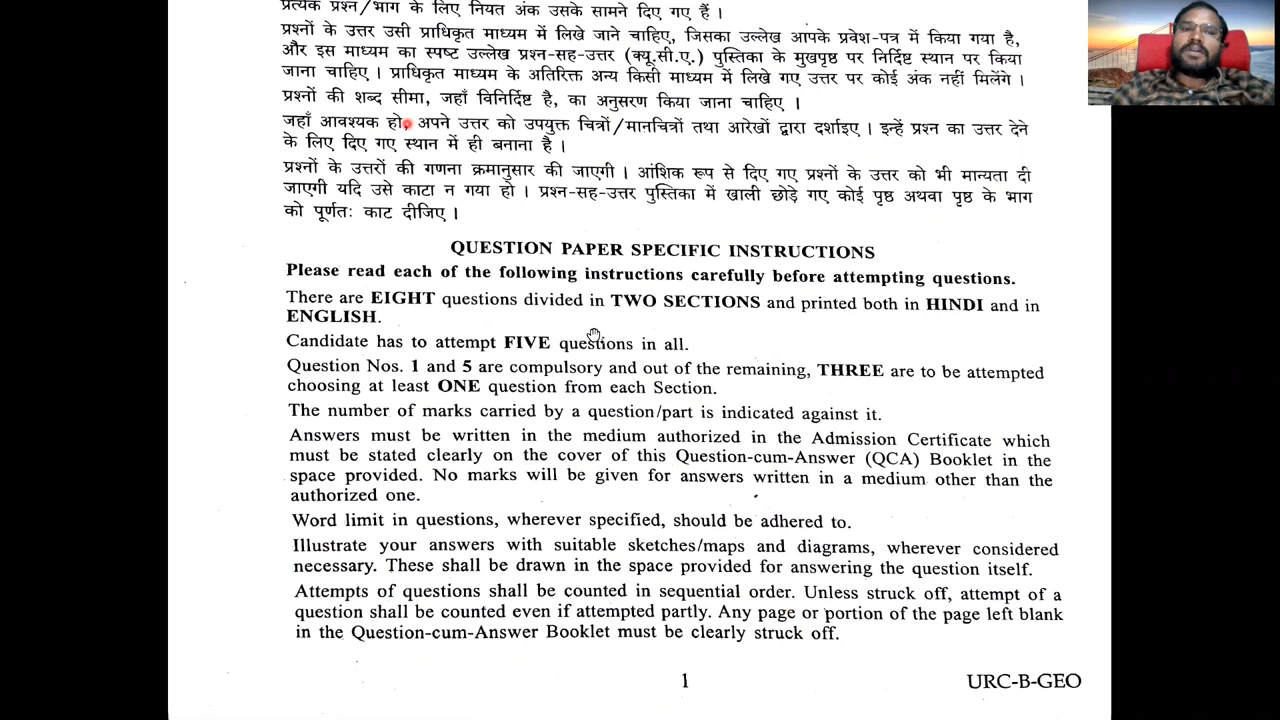 प्रत्येक प्रश्न/भाग के लिए नियत अंक उसके सामने दिए गए हैं ।
प्रश्नों के उत्तर उसी प्राधिकृत माध्यम में लिखे जाने चाहिए, जिसका उल्लेख आपके प्रवेश-पत्र में किया गया है,
और इस माध्यम का स्पष्ट उल्लेख प्रश्न-सह-उत्तर (क्यू.सी.ए.) पुस्तिका के मुखपृष्ठ पर निर्दिष्ट स्थान पर किया
जाना चाहिए । प्राधिकृत माध्यम के अतिरिक्त अन्य किसी माध्यम में लिखे गए उत्तर पर कोई अंक नहीं मिलेंगे ।
प्रश्नों की शब्द सीमा, जहाँ विनिर्दिष्ट है, का अनुसरण किया जाना चाहिए ।
जहाँ आवश्यक हो, अपने उत्तर को उपयुक्त चित्रों/मानचित्रों तथा आरेखों द्वारा दर्शाइए । इन्हें प्रश्न का उत्तर देने
के लिए दिए गए स्थान में ही बनाना है ।
प्रश्नों के उत्तरों की गणना क्रमानुसार की जाएगी । आंशिक रूप से दिए गए प्रश्नों के उत्तर को भी मान्यता दी
जाएगी यदि उसे काटा न गया हो । प्रश्न-सह-उत्तर पुस्तिका में खाली छोड़े गए कोई पृष्ठ अथवा पृष्ठ के भाग
को पूर्णतः काट दीजिए ।
QUESTION PAPER SPECIFIC INSTRUCTIONS
Please read each of the following instructions carefully before attempting questions.
There are EIGHT questions divided in TWO SECTIONS and printed both in HINDI and in
ENGLISH.
Candidate has to attempt FIVE questions in all.
Question Nos. 1 and 5 are compulsory and out of the remaining, THREE are to be attempted
choosing at least ONE question from each Section.
The number of marks carried by a question/part is indicated against it.
Answers must be written in the medium authorized in the Admission Certificate which
must be stated clearly on the cover of this Question-cum-Answer (QCA) Booklet in the
space provided. No marks will be given for answers written in a medium other than the
authorized one.
Word limit in questions, wherever specified, should be adhered to.
Illustrate your answers with suitable sketches/maps and diagrams, wherever considered
necessary. These shall be drawn in the space provided for answering the question itself.
Attempts of questions shall be counted in sequential order. Unless struck off, attempt of a
question shall be counted even if attempted partly. Any page or portion of the page left blank
in the Question-cum-Answer Booklet must be clearly struck off.
1
URC-B-GEO